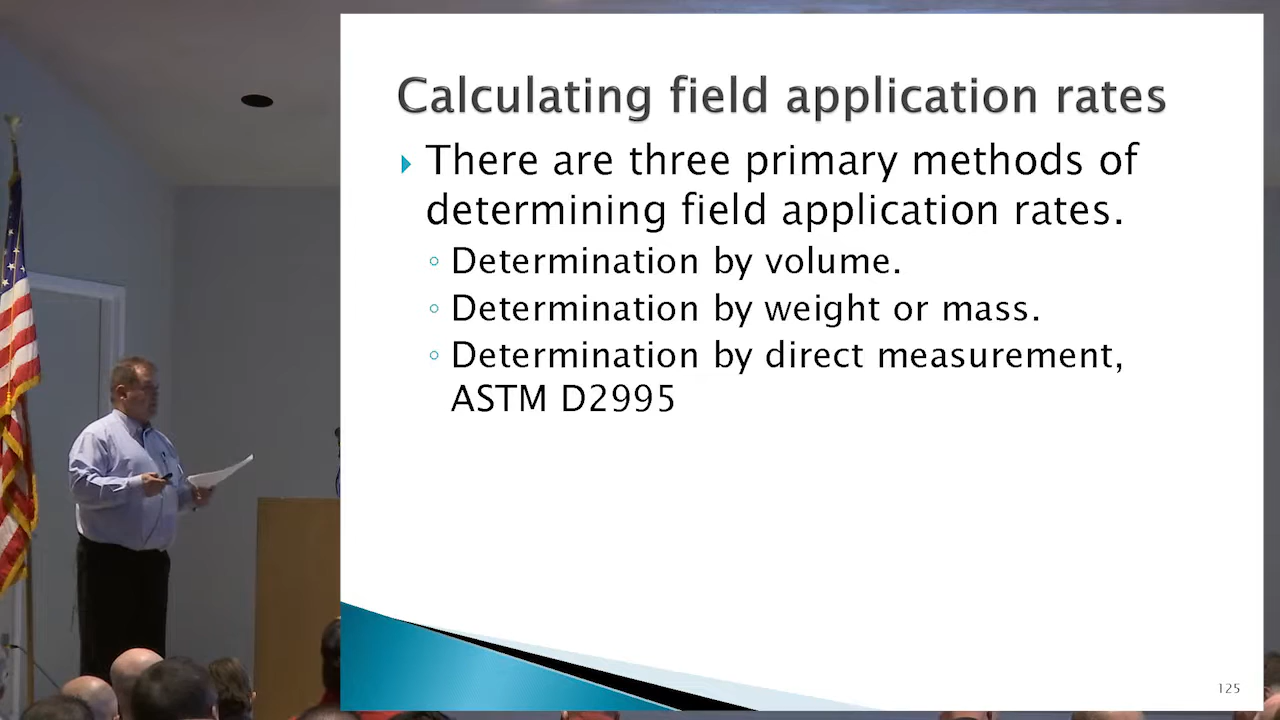 Calculating field application rates
There are three primary methods of
determining field application rates.
Determination by volume.
Determination by weight or mass.
Determination by direct measurement,
ASTM D2995
125